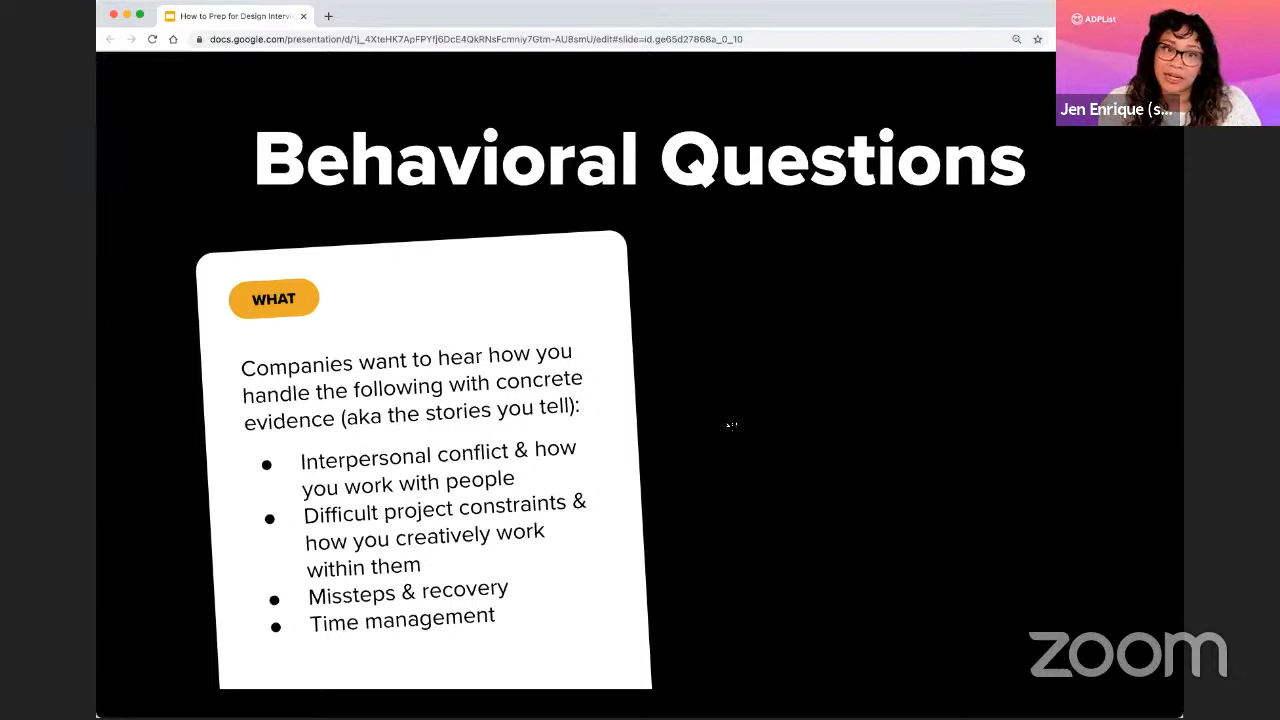 How to Prep for Design Intervie
docs.google.com/presentation/d/1j_4XteHK7ApFPYfj6DcE4QkRNsFcmniy7Gtm-AUBsmU/edit#slide=id.ge65d27868a_0_10
ADPList
Jen Enrique (s...
Behavioral Questions
WHAT
Companies want to hear how you
handle the following with concrete
evidence (aka the stories you tell):
● Interpersonal conflict & how
you work with people
● Difficult project constraints &
how you creatively work
within them
● Missteps & recovery
● Time management
zoom